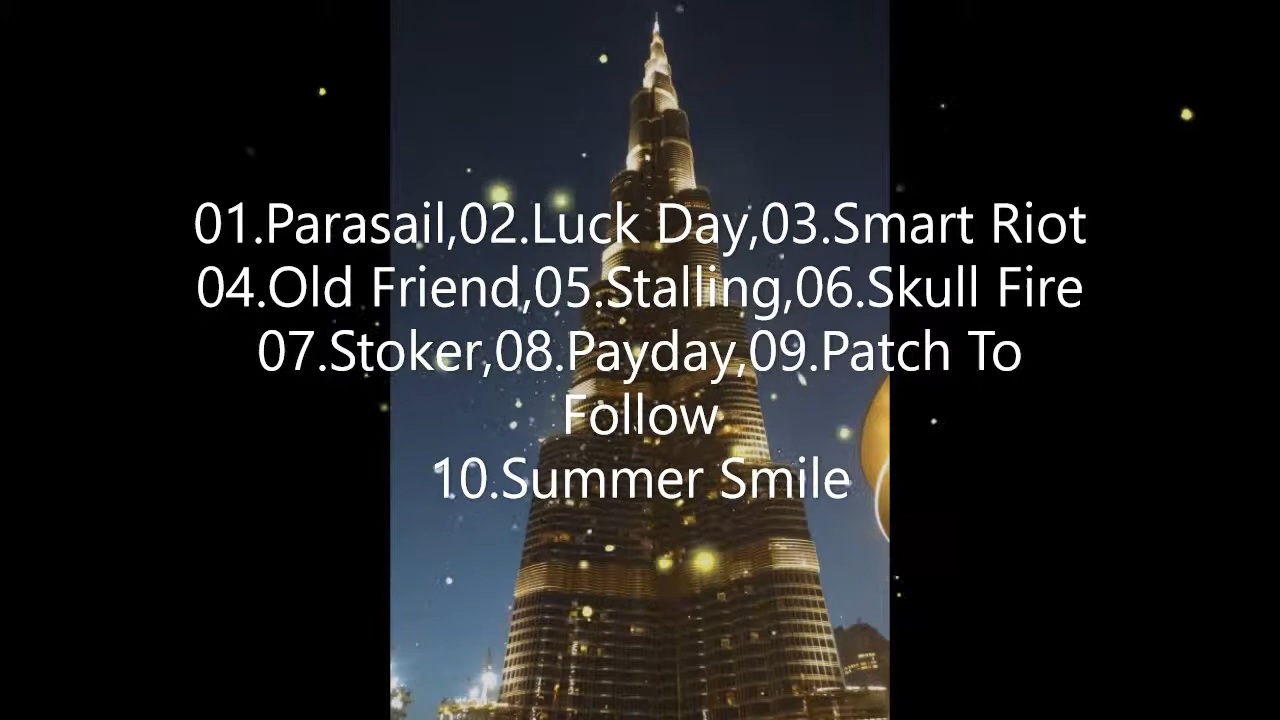 01.Parasail,02.Luck Day,03.Smart Riot
04.Old Friend,05.Stalling,06.Skull Fire
07.Stoker,08.Payday,09.Patch To
Follow
10.Summer Smile